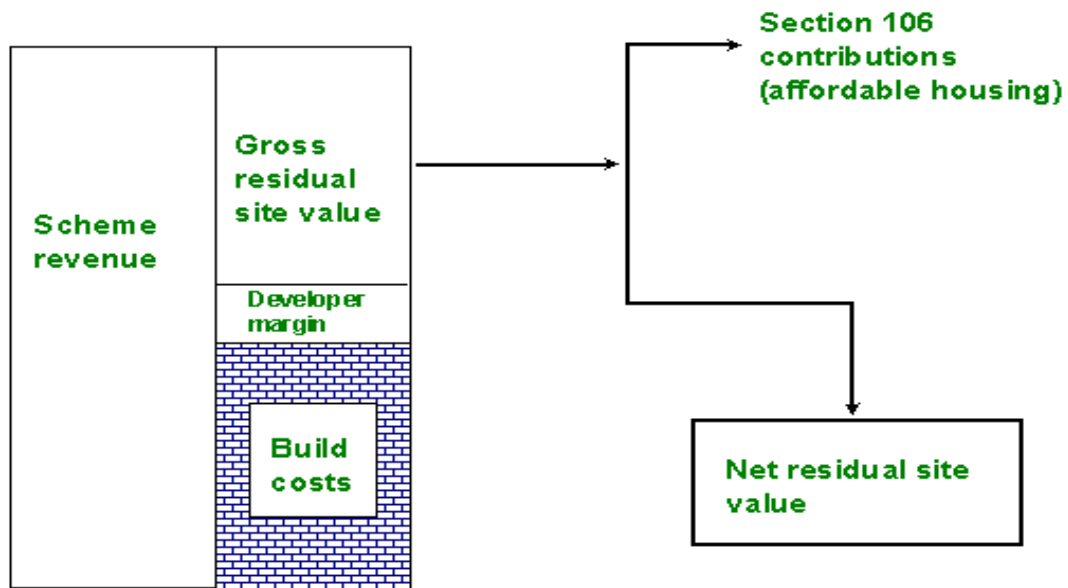 Section 106
contributions
(affordable housing)
Gross
residual
site value
Scheme
revenue
Developer
margin
Build
costs
Net residual site
value